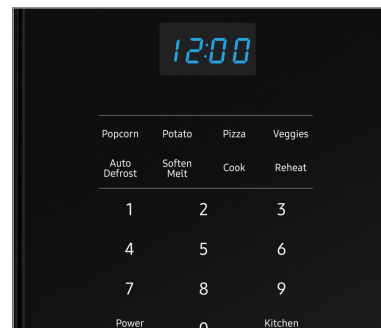 12:00
Popcorn Potato Pizza Veggies
Auto Defrost Soften Melt Cook Reheat
1 2 3
4 5 6
7 8 9
Power 0 Kitchen